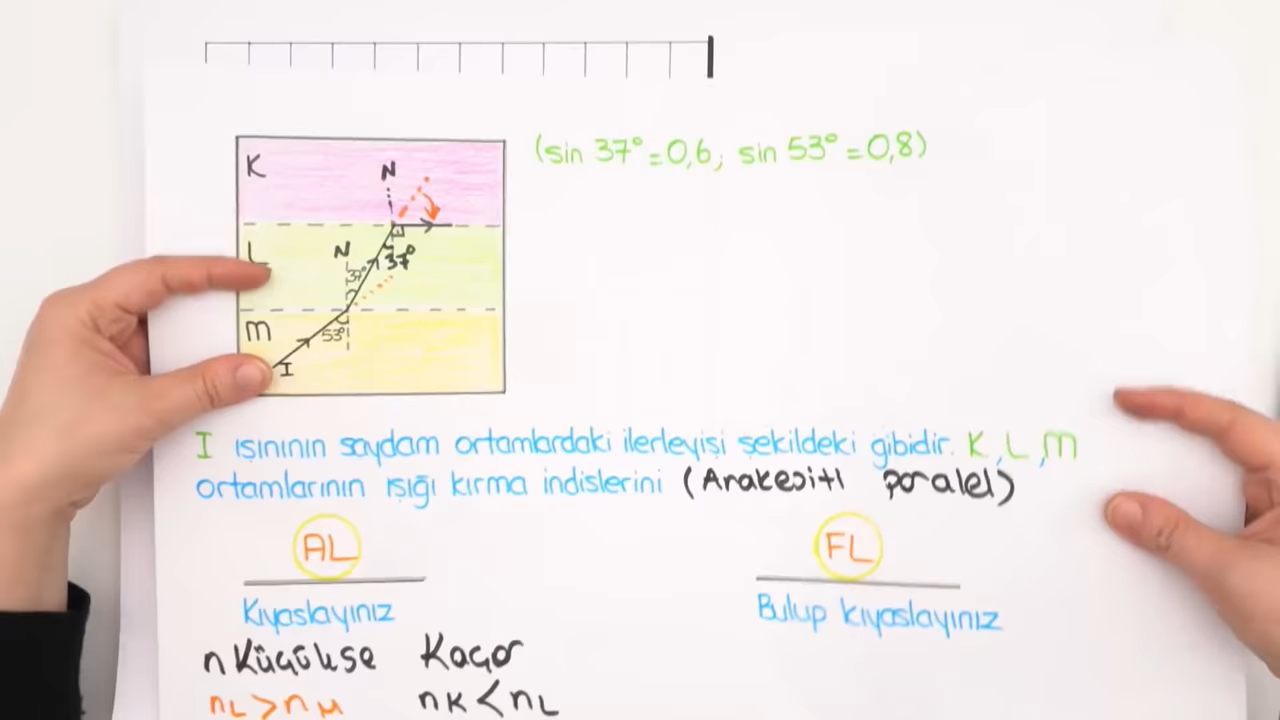 (sin 37° = 0,6, sin 53° = 0,8)
K
N
L
N
37°
37°
M
53°
I
I ışınının saydam ortamlardaki ilerleyişi şekildeki gibidir. K, L, M
ortamlarının ışığı kırma indislerini (Arakesitl paralel)
AL
FL
Kıyaslayınız
Bulup kıyaslayınız
n Küçükse Kaçar
nL > nM nK < nL